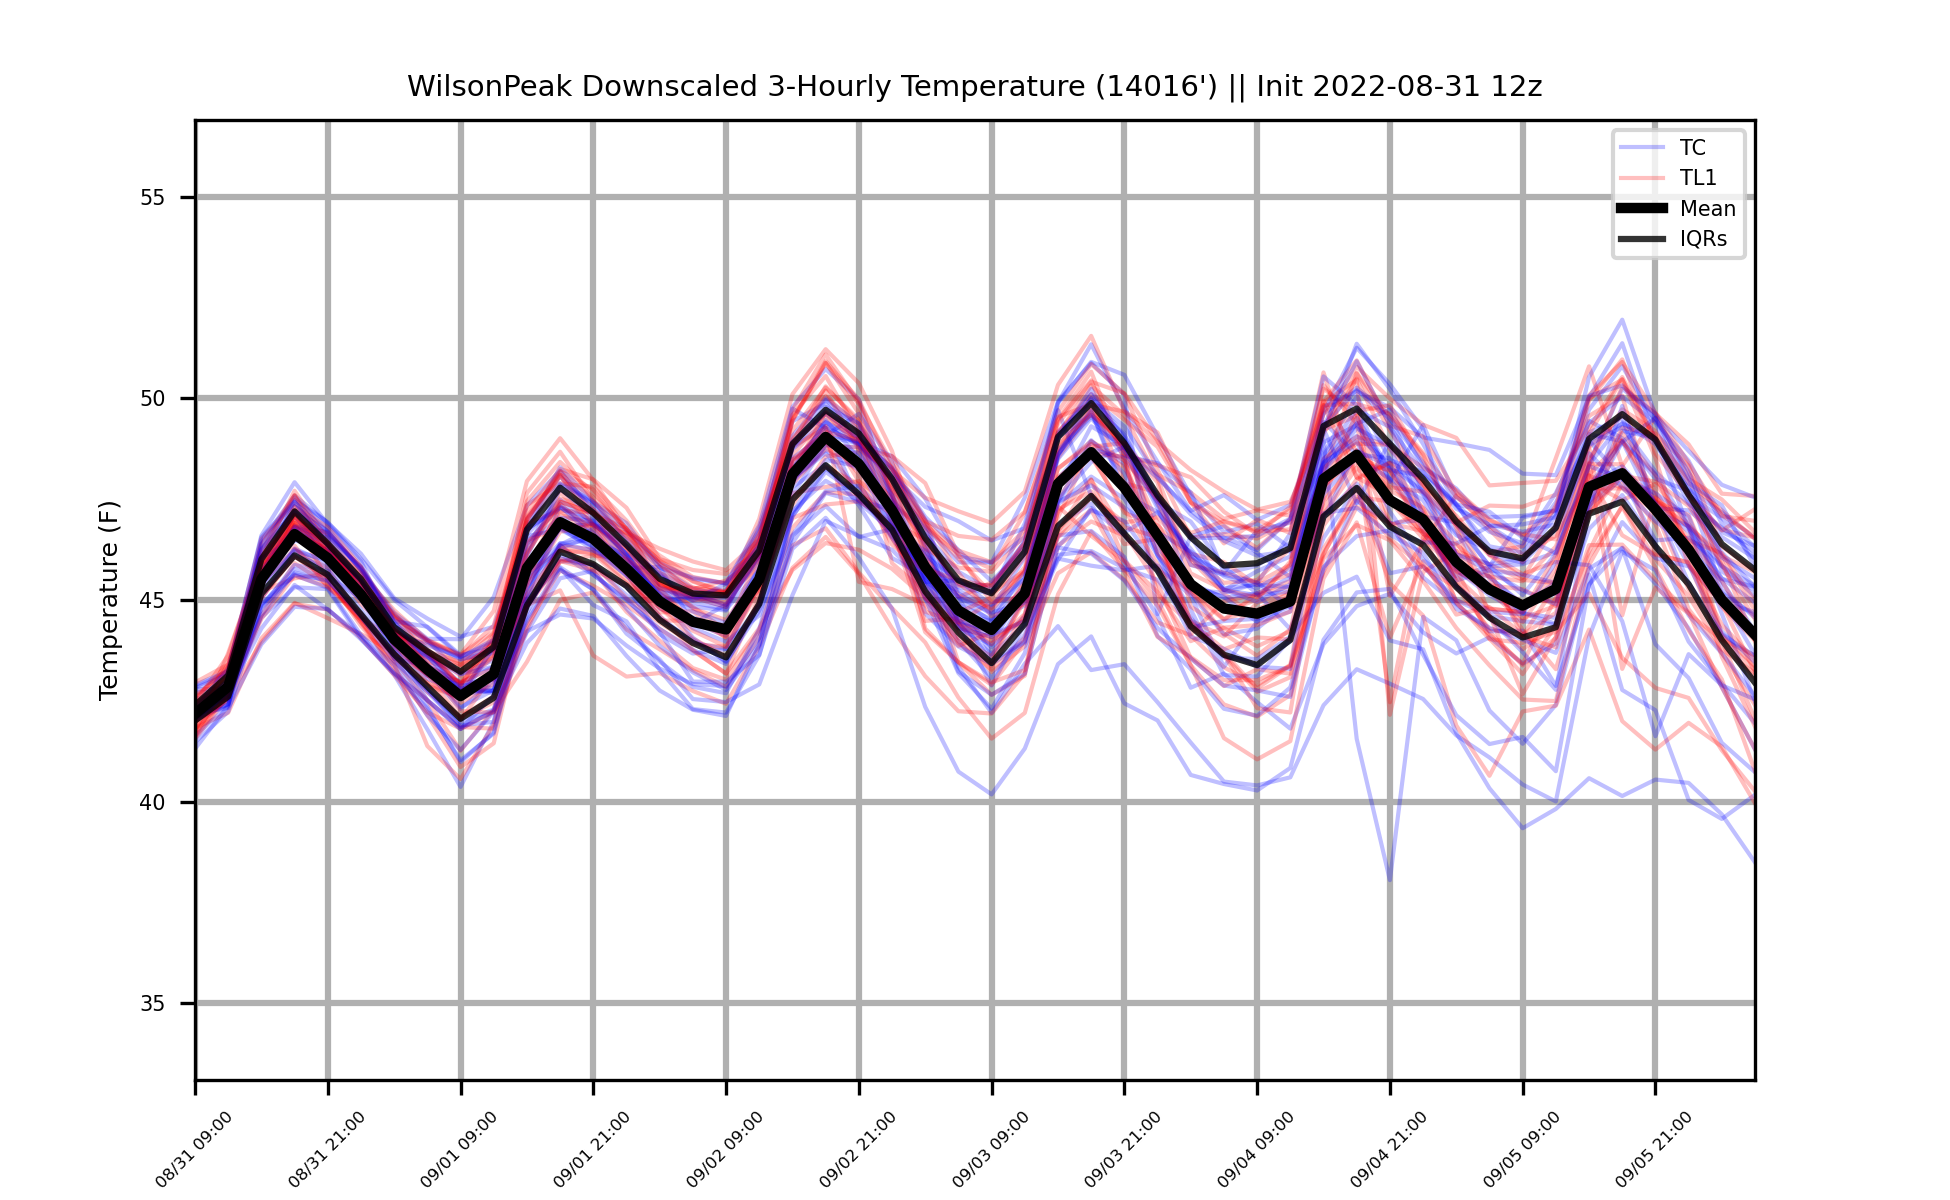 WilsonPeak Downscaled 3-Hourly Temperature (14016') || Init 2022-08-31 12z
TC
TL1
Mean
IQRs
Temperature (F)
55
50
45
40
35
08/31 09:00
08/31 21:00
09/01 09:00
09/01 21:00
09/02 09:00
09/02 21:00
09/03 09:00
09/03 21:00
09/04 09:00
09/04 21:00
09/05 09:00
09/05 21:00